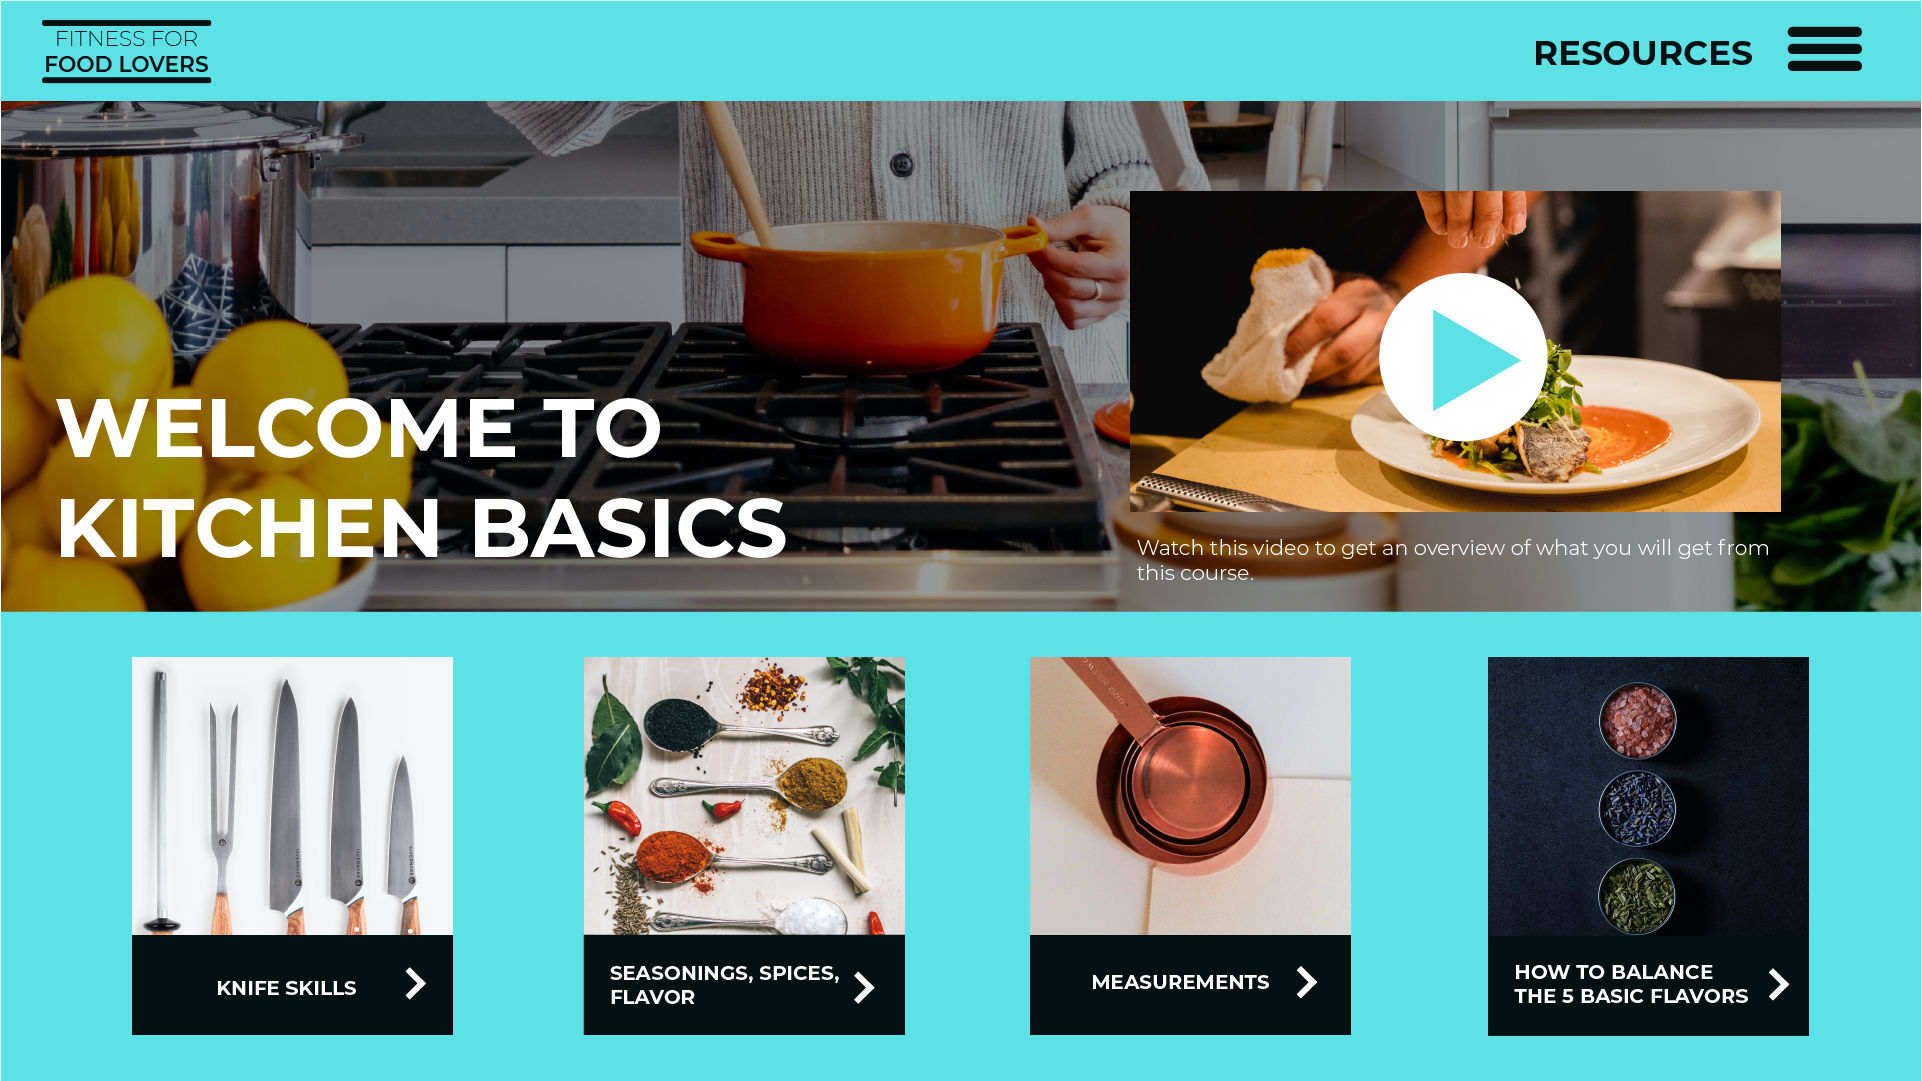 FITNESS FOR
FOOD LOVERS
RESOURCES
WELCOME TO
KITCHEN BASICS
Watch this video to get an overview of what you will get from
this course.
KNIFE SKILLS
SEASONINGS, SPICES,
FLAVOR
MEASUREMENTS
HOW TO BALANCE
THE 5 BASIC FLAVORS